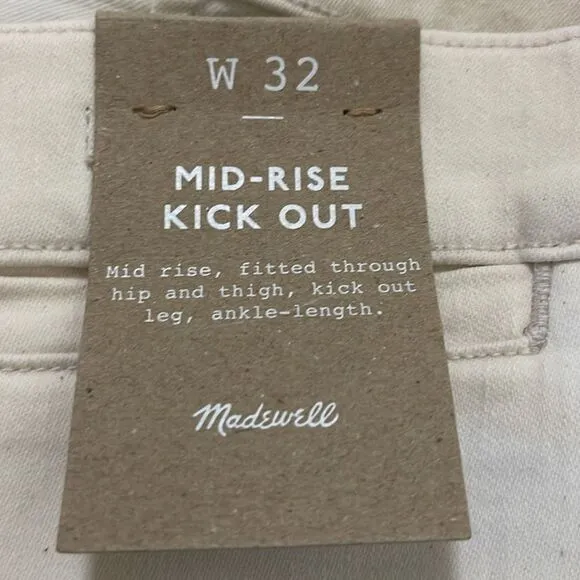 W 32
MID-RISE
KICK OUT
Mid rise, fitted through
hip and thigh, kick out
leg, ankle-length.
Madewell